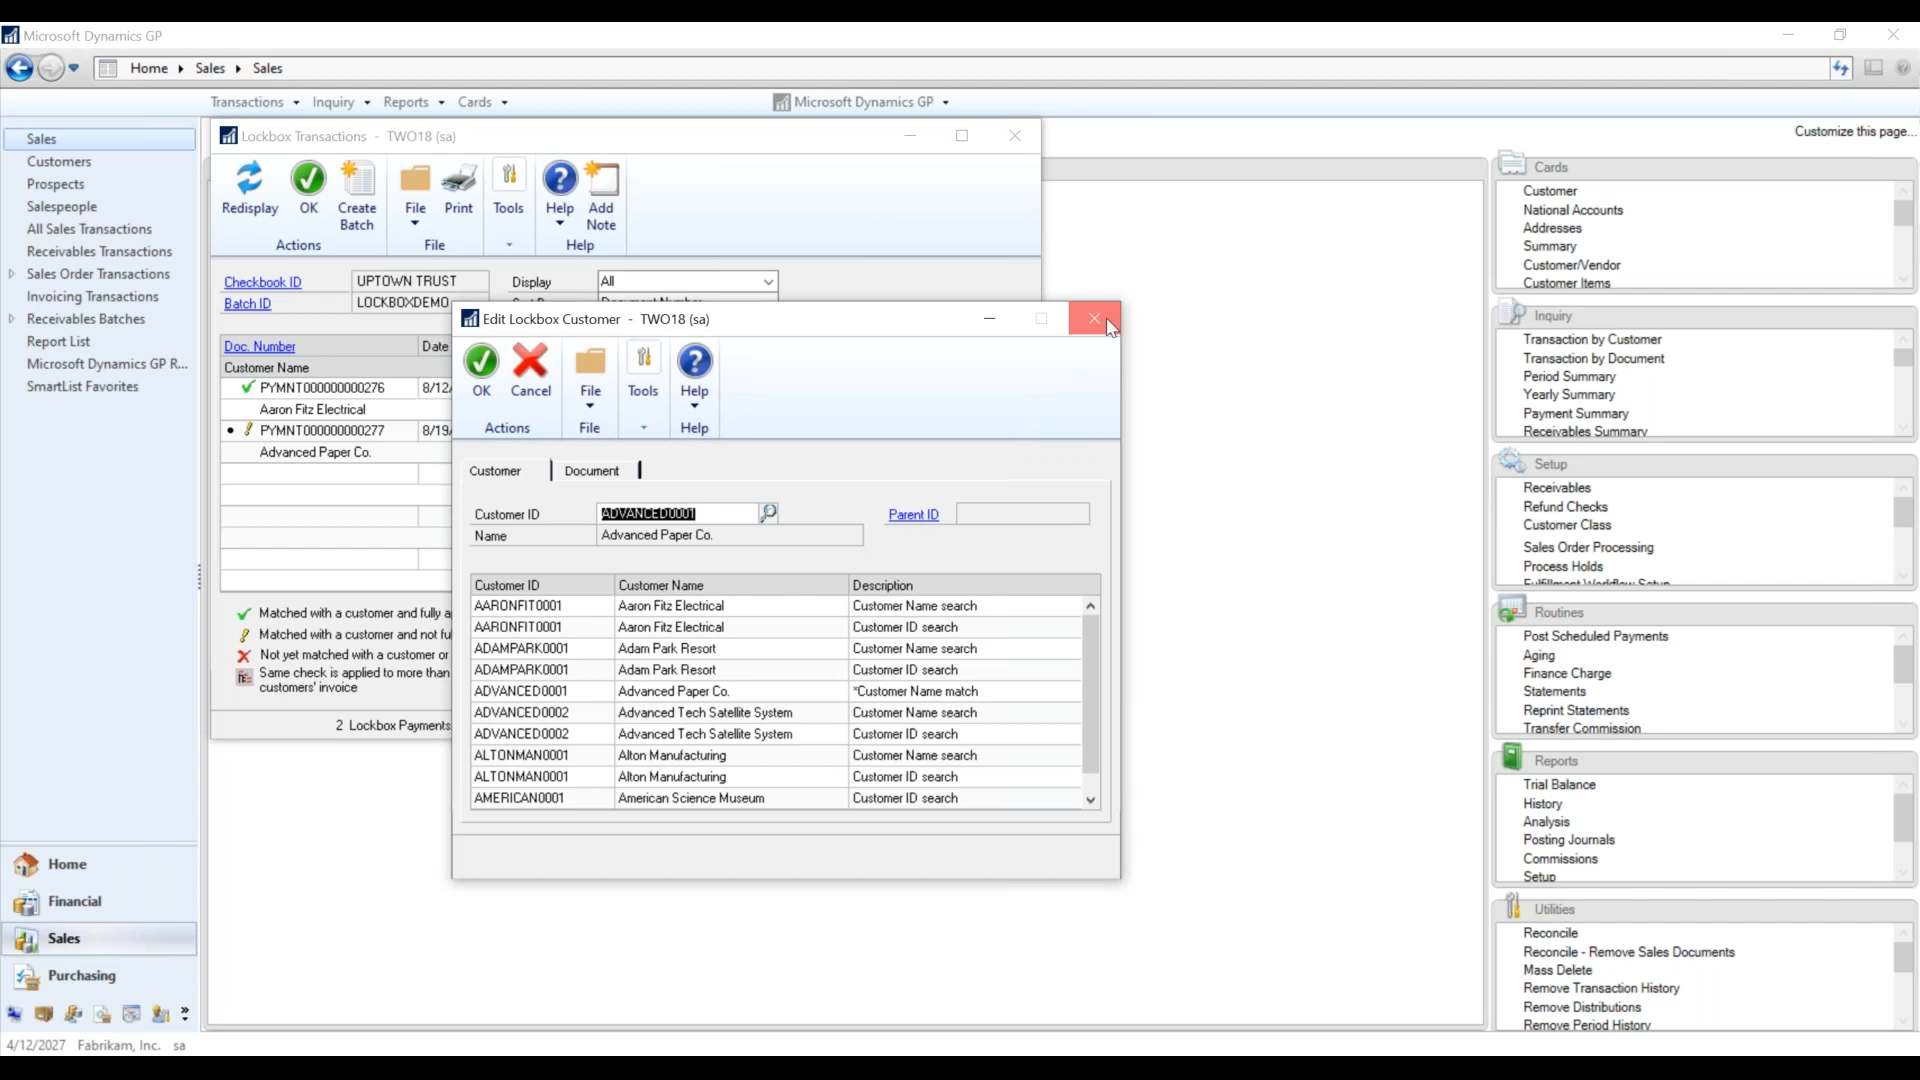 Microsoft Dynamics GP
Home Sales Sales
Transactions Inquiry Reports Cards Microsoft Dynamics GP
Customize this page...
Sales
Customers
Prospects
Salespeople
All Sales Transactions
Receivables Transactions
Sales Order Transactions
Invoicing Transactions
Receivables Batches
Report List
Microsoft Dynamics GP R...
SmartList Favorites
Home
Financial
Sales
Purchasing
4/12/2027 Fabrikam, Inc. sa
Lockbox Transactions - TWO18 (sa)
Redisplay OK Create Batch File Print Tools Help Add Note
Actions File Help
Checkbook ID UPTOWN TRUST Display All
Batch ID LOCKBOXDEMO
Doc. Number Date
Customer Name
PYMNT000000000276 8/12/
Aaron Fitz Electrical
PYMNT000000000277 8/19/
Advanced Paper Co.
Matched with a customer and fully a
Matched with a customer and not fu
Not yet matched with a customer or
Same check is applied to more than
customers' invoice
2 Lockbox Payments
Edit Lockbox Customer - TWO18 (sa)
OK Cancel File Tools Help
Actions File Help
Customer Document
Customer ID ADVANCED0001 Parent ID
Name Advanced Paper Co.
Customer ID Customer Name Description
AARONFIT0001 Aaron Fitz Electrical Customer Name search
AARONFIT0001 Aaron Fitz Electrical Customer ID search
ADAMPARK0001 Adam Park Resort Customer Name search
ADAMPARK0001 Adam Park Resort Customer ID search
ADVANCED0001 Advanced Paper Co. *Customer Name match
ADVANCED0002 Advanced Tech Satellite System Customer Name search
ADVANCED0002 Advanced Tech Satellite System Customer ID search
ALTONMAN0001 Alton Manufacturing Customer Name search
ALTONMAN0001 Alton Manufacturing Customer ID search
AMERICAN0001 American Science Museum Customer ID search
Cards
Customer
National Accounts
Addresses
Summary
Customer/Vendor
Customer Items
Inquiry
Transaction by Customer
Transaction by Document
Period Summary
Yearly Summary
Payment Summary
Receivables Summary
Setup
Receivables
Refund Checks
Customer Class
Sales Order Processing
Process Holds
Fulfillment Workflow Setup
Routines
Post Scheduled Payments
Aging
Finance Charge
Statements
Reprint Statements
Transfer Commission
Reports
Trial Balance
History
Analysis
Posting Journals
Commissions
Setup
Utilities
Reconcile
Reconcile - Remove Sales Documents
Mass Delete
Remove Transaction History
Remove Distributions
Remove Period History